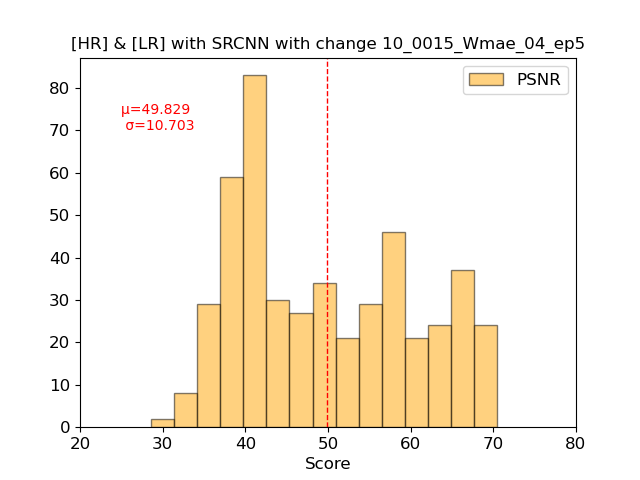 [HR] & [LR] with SRCNN with change 10_0015_Wmae_04_ep5
PSNR
μ=49.829
σ=10.703
80
70
60
50
40
30
20
10
0
20 30 40 50 60 70 80
Score